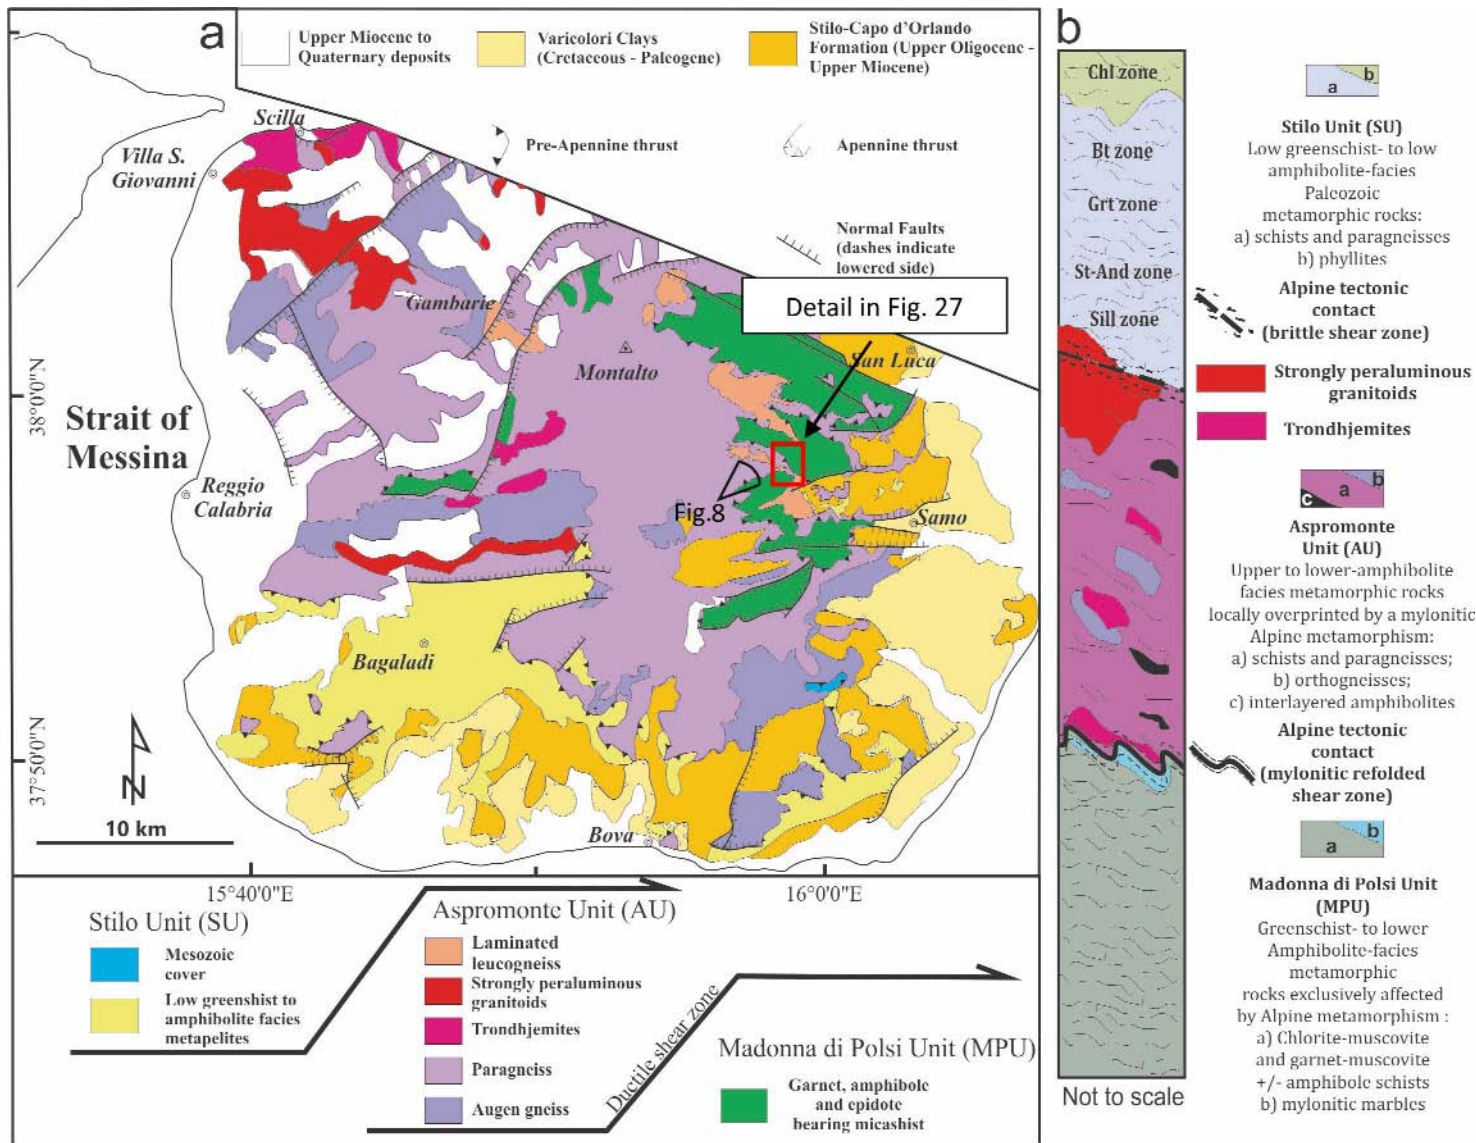 a
Upper Miocene to
Quaternary deposits
Varicolori Clays
(Cretaceous - Paleogene)
Stilo-Capo d'Orlando
Formation (Upper Oligocene -
Upper Miocene)
Pre-Apennine thrust
Apennine thrust
Normal Faults
(dashes indicate
lowered side)
Detail in Fig. 27
Scilla
Villa S.
Giovanni
Gambarie
Montalto
San Luca
Strait of
Messina
Reggio
Calabria
Fig.8
Samo
Bagaladi
Bova
38°0'0"N
37°50'0"N
N
10 km
15°40'0"E
16°0'0"E
Stilo Unit (SU)
Mesozoic
cover
Low greenshist to
amphibolite facies
metapelites
Aspromonte Unit (AU)
Laminated
leucogneiss
Strongly peraluminous
granitoids
Trondhjemites
Paragneiss
Augen gneiss
Ductile shear zone
Madonna di Polsi Unit (MPU)
Garnet, amphibole
and epidote
bearing micashist
b
Chl zone
Bt zone
Grt zone
St-And zone
Sill zone
Not to scale
a
b
Stilo Unit (SU)
Low greenschist- to low
amphibolite-facies
Paleozoic
metamorphic rocks:
a) schists and paragneisses
b) phyllites
Alpine tectonic
contact
(brittle shear zone)
Strongly peraluminous
granitoids
Trondhjemites
a
b
c
Aspromonte
Unit (AU)
Upper to lower-amphibolite
facies metamorphic rocks
locally overprinted by a mylonitic
Alpine metamorphism:
a) schists and paragneisses;
b) orthogneisses;
c) interlayered amphibolites
Alpine tectonic
contact
(mylonitic refolded
shear zone)
a
b
Madonna di Polsi Unit
(MPU)
Greenschist- to lower
Amphibolite-facies
metamorphic
rocks exclusively affected
by Alpine metamorphism :
a) Chlorite-muscovite
and garnet-muscovite
+/- amphibole schists
b) mylonitic marbles